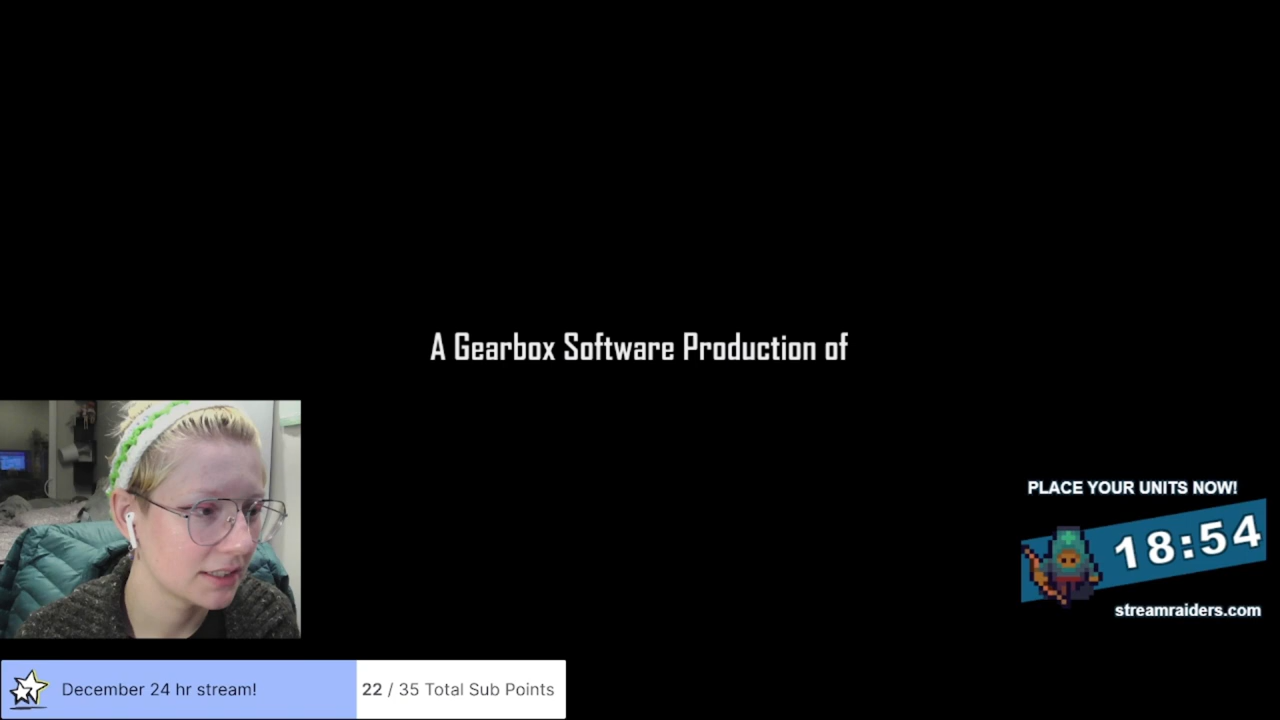 A Gearbox Software Production of
PLACE YOUR UNITS NOW!
18:54
streamraiders.com
December 24 hr stream!
22 / 35 Total Sub Points